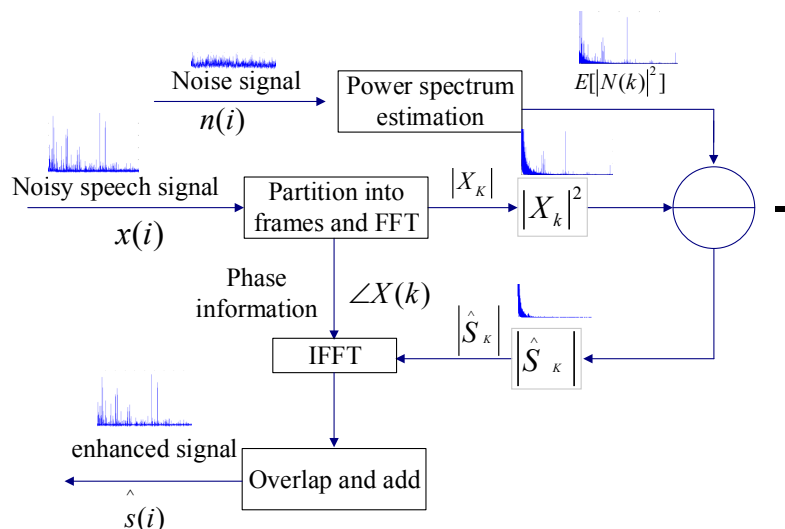 Noise signal
n(i)
Power spectrum
estimation
E[|N(k)|²]
Noisy speech signal
x(i)
Partition into
frames and FFT
|X_K|
|X_k|²
-
Phase
information
∠X(k)
IFFT
|Ŝ_K|
|Ŝ_K|
enhanced signal
ŝ(i)
Overlap and add